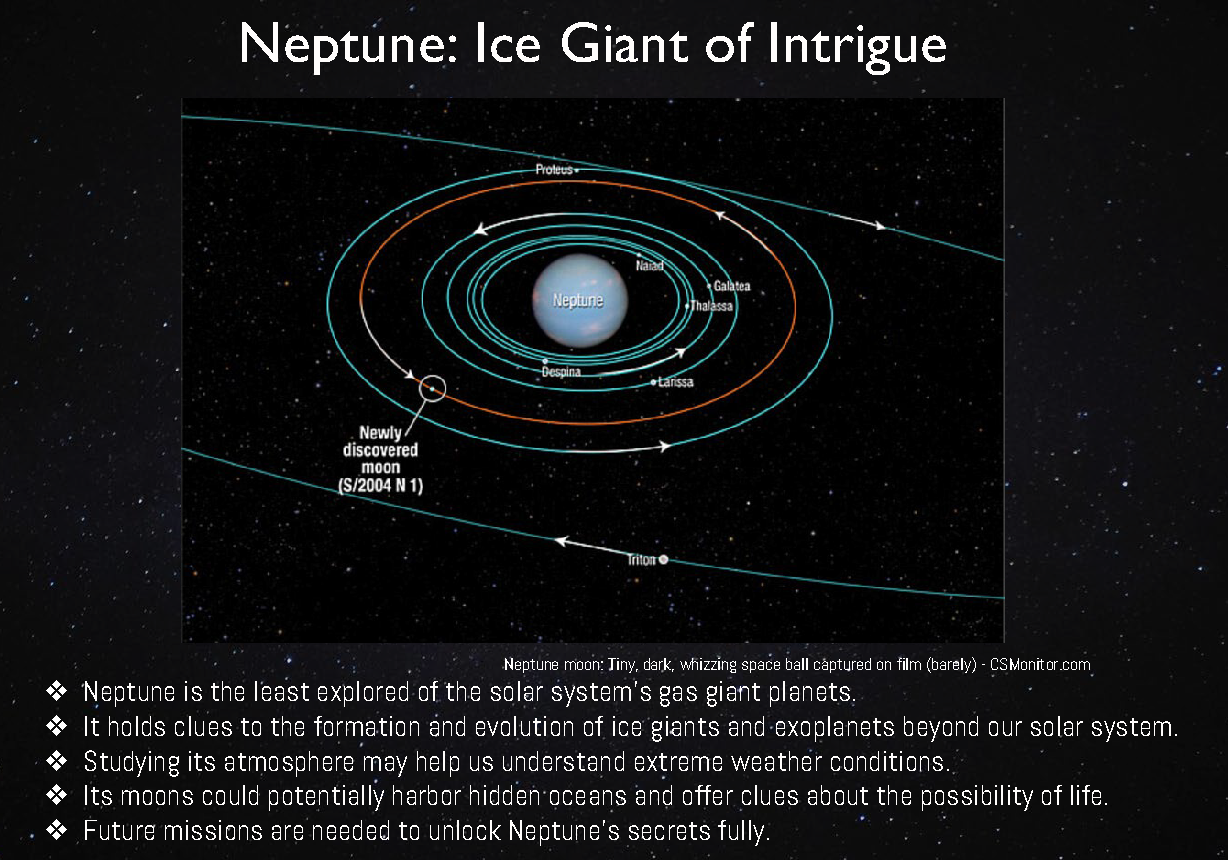 Neptune: Ice Giant of Intrigue
Proteus
Naiad
Neptune
Galatea
Thalassa
Despina
Larissa
Newly
discovered
moon
(S/2004 N 1)
Triton
Neptune moon: Tiny, dark, whizzing space ball captured on film (barely) - CSMonitor.com
❖ Neptune is the least explored of the solar system's gas giant planets.
❖ It holds clues to the formation and evolution of ice giants and exoplanets beyond our solar system.
❖ Studying its atmosphere may help us understand extreme weather conditions.
❖ Its moons could potentially harbor hidden oceans and offer clues about the possibility of life.
❖ Future missions are needed to unlock Neptune's secrets fully.